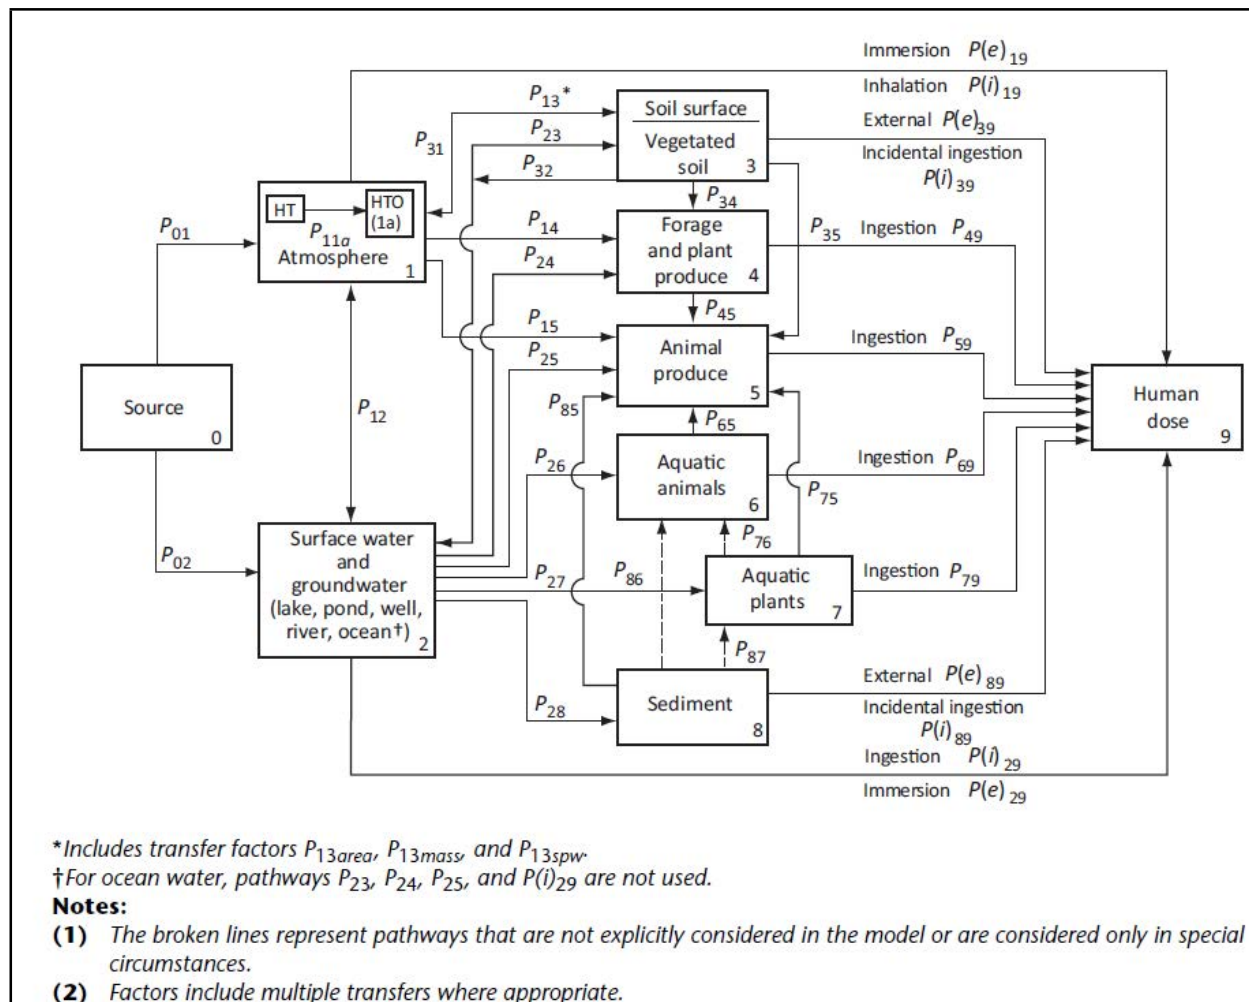 Immersion P(e)19
Inhalation P(i)19
External P(e)39
Incidental ingestion
P(i)39
P13*
P23
P31
P32
Soil surface
Vegetated
soil
3
HT
HTO
(1a)
P11a
Atmosphere
1
P01
P34
P14
P24
Forage
and plant
produce
4
P35
Ingestion P49
P45
P15
P25
Animal
produce
5
Ingestion P59
Source
0
P12
P85
P65
Human
dose
9
P26
Aquatic
animals
6
Ingestion P69
P75
P02
Surface water
and
groundwater
(lake, pond, well,
river, ocean†)
2
P76
P27
P86
Aquatic
plants
7
Ingestion P79
P87
P28
Sediment
8
External P(e)89
Incidental ingestion
P(i)89
Ingestion P(i)29
Immersion P(e)29
*Includes transfer factors P13area, P13mass, and P13spw.
†For ocean water, pathways P23, P24, P25, and P(i)29 are not used.
Notes:
(1) The broken lines represent pathways that are not explicitly considered in the model or are considered only in special
circumstances.
(2) Factors include multiple transfers where appropriate.